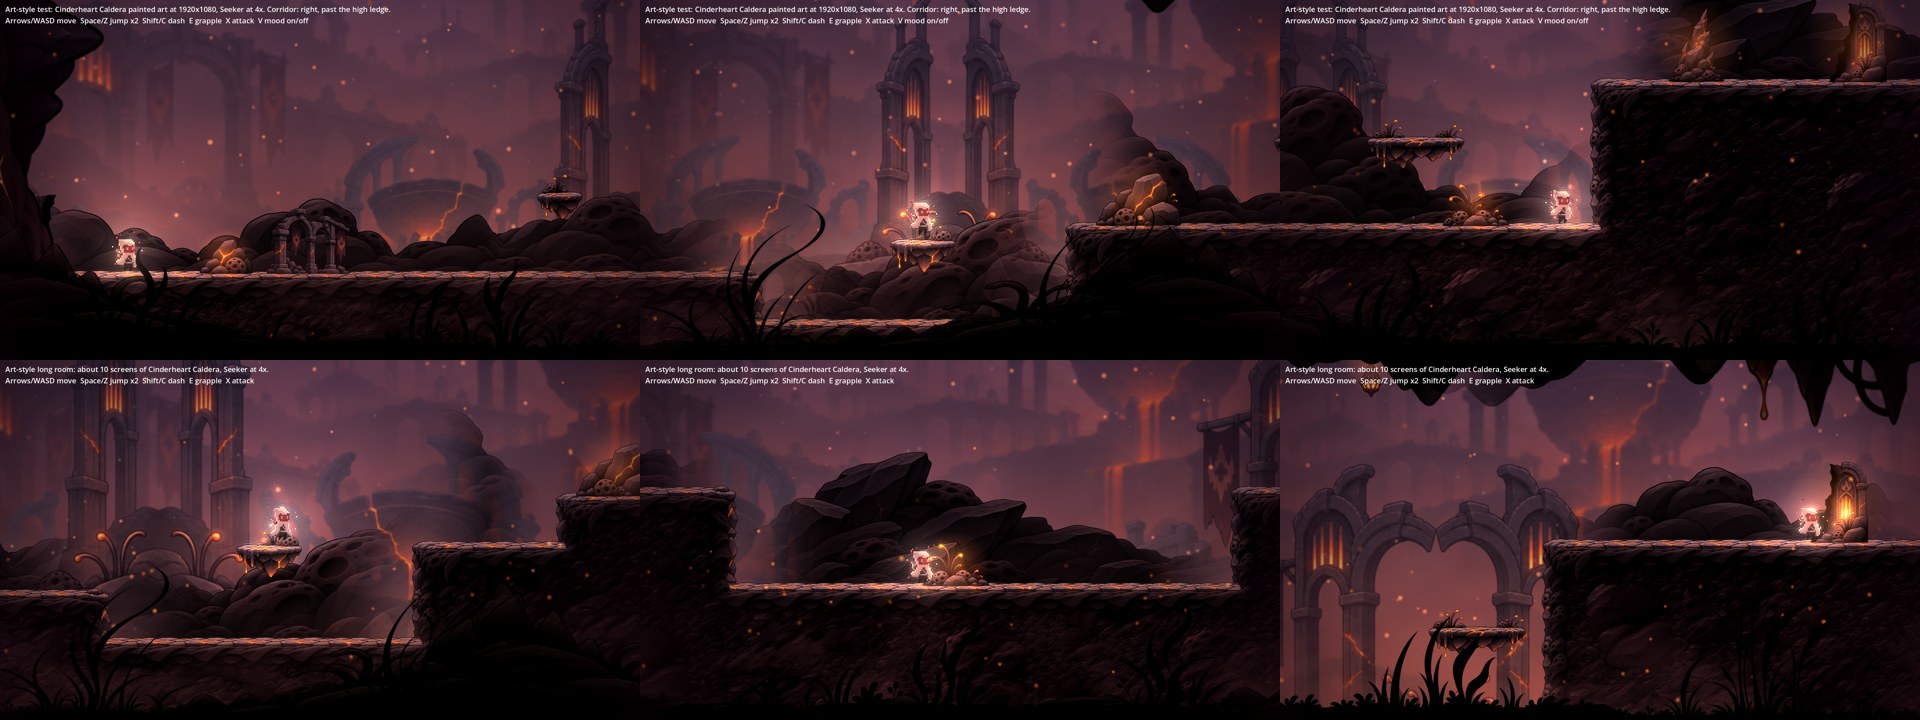 Art-style test: Cinderheart Caldera painted art at 1920x1080, Seeker at 4x. Corridor: right, past the high ledge.
Arrows/WASD move  Space/Z jump x2  Shift/C dash  E grapple  X attack  V mood on/off
Art-style test: Cinderheart Caldera painted art at 1920x1080, Seeker at 4x. Corridor: right, past the high ledge.
Arrows/WASD move  Space/Z jump x2  Shift/C dash  E grapple  X attack  V mood on/off
Art-style test: Cinderheart Caldera painted art at 1920x1080, Seeker at 4x. Corridor: right, past the high ledge.
Arrows/WASD move  Space/Z jump x2  Shift/C dash  E grapple  X attack  V mood on/off
Art-style long room: about 10 screens of Cinderheart Caldera, Seeker at 4x.
Arrows/WASD move  Space/Z jump x2  Shift/C dash  E grapple  X attack
Art-style long room: about 10 screens of Cinderheart Caldera, Seeker at 4x.
Arrows/WASD move  Space/Z jump x2  Shift/C dash  E grapple  X attack
Art-style long room: about 10 screens of Cinderheart Caldera, Seeker at 4x.
Arrows/WASD move  Space/Z jump x2  Shift/C dash  E grapple  X attack